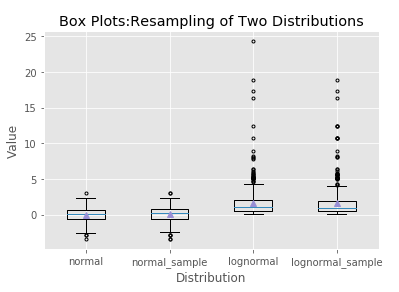 Box Plots:Resampling of Two Distributions
25
20
15
10
5
0
Value
normal
normal_sample
lognormal
lognormal_sample
Distribution